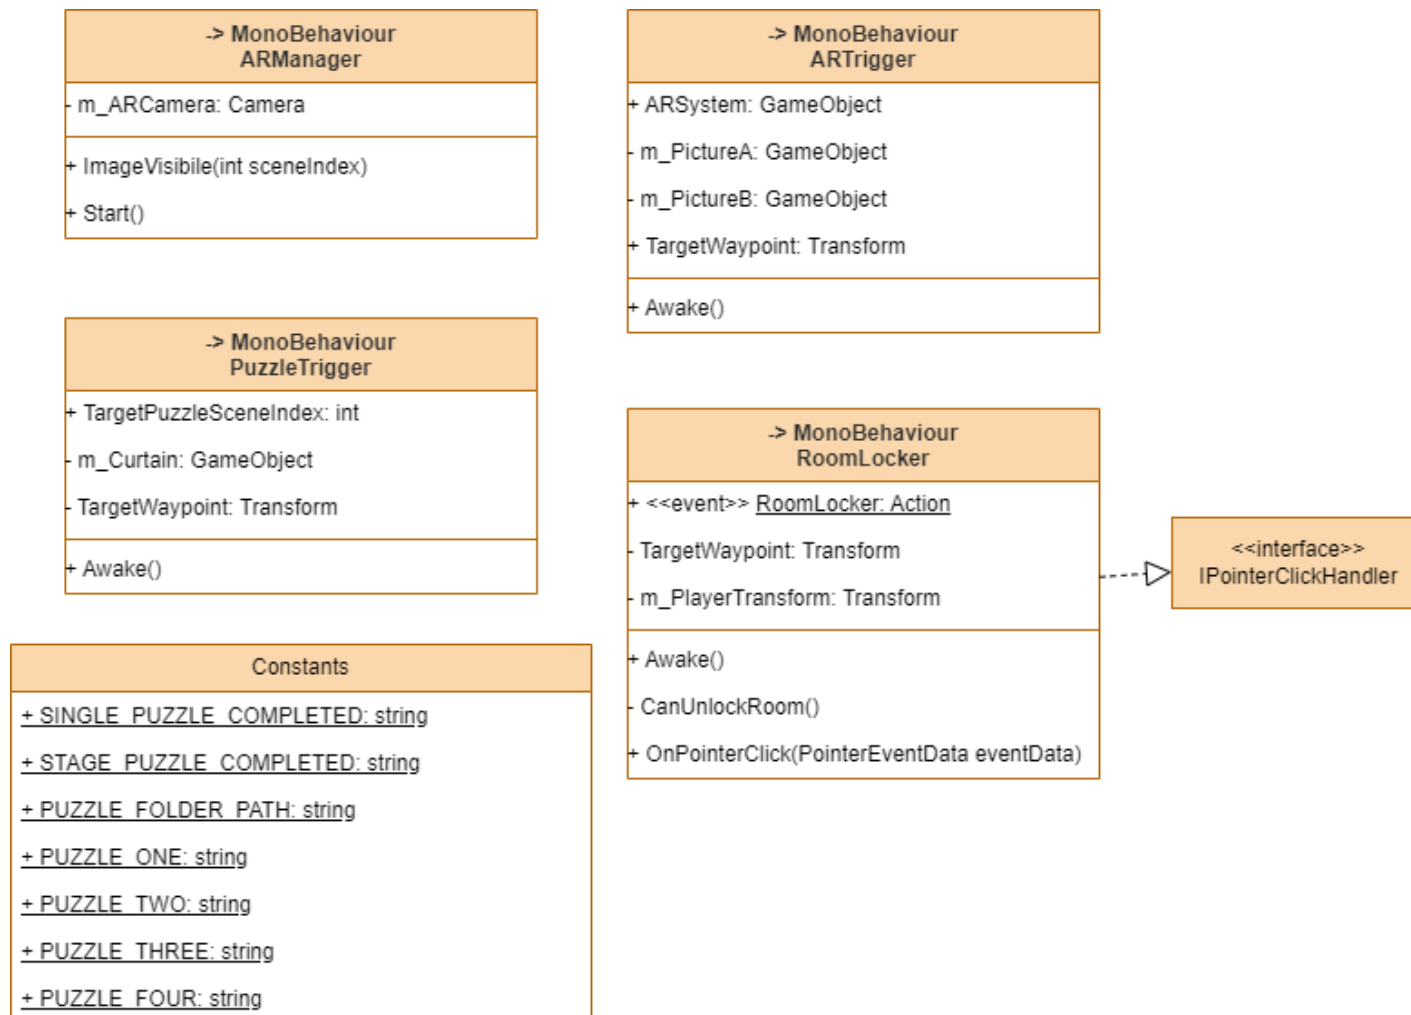 -> MonoBehaviour
ARManager
- m_ARCamera: Camera
+ ImageVisibile(int sceneIndex)
+ Start()
-> MonoBehaviour
ARTrigger
+ ARSystem: GameObject
- m_PictureA: GameObject
- m_PictureB: GameObject
+ TargetWaypoint: Transform
+ Awake()
-> MonoBehaviour
PuzzleTrigger
+ TargetPuzzleSceneIndex: int
- m_Curtain: GameObject
- TargetWaypoint: Transform
+ Awake()
-> MonoBehaviour
RoomLocker
+ <<event>> RoomLocker: Action
- TargetWaypoint: Transform
- m_PlayerTransform: Transform
+ Awake()
- CanUnlockRoom()
+ OnPointerClick(PointerEventData eventData)
<<interface>>
IPointerClickHandler
Constants
+ SINGLE_PUZZLE_COMPLETED: string
+ STAGE_PUZZLE_COMPLETED: string
+ PUZZLE_FOLDER_PATH: string
+ PUZZLE_ONE: string
+ PUZZLE_TWO: string
+ PUZZLE_THREE: string
+ PUZZLE_FOUR: string